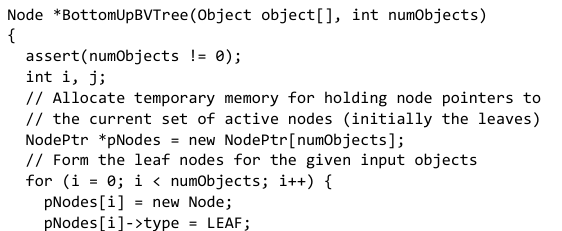 Node *BottomUpBVTree(Object object[], int numObjects)
{
assert(numObjects != 0);
int i, j;
// Allocate temporary memory for holding node pointers to
// the current set of active nodes (initially the leaves)
NodePtr *pNodes = new NodePtr[numObjects];
// Form the leaf nodes for the given input objects
for (i = 0; i < numObjects; i++) {
pNodes[i] = new Node;
pNodes[i]->type = LEAF;